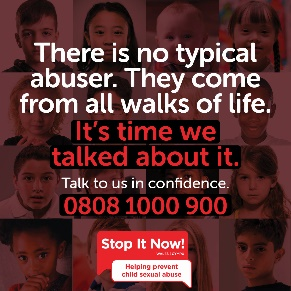 There is no typical
abuser. They come
from all walks of life.
It's time we
talked about it.
Talk to us in confidence.
0808 1000 900
Stop It Now!
Helping prevent
child sexual abuse